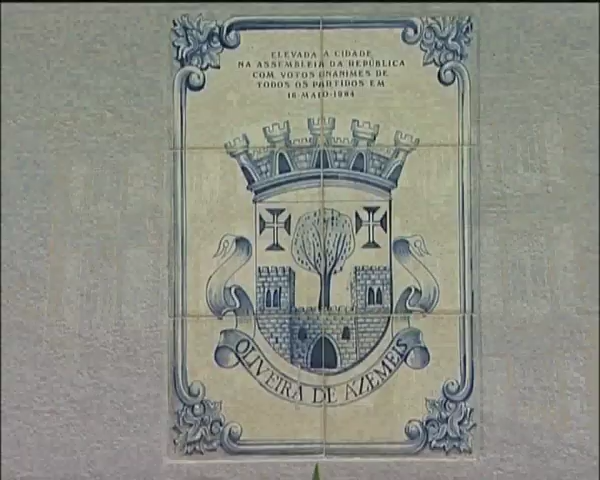 ELEVADA A CIDADE
NA ASSEMBLEIA DA REPÚBLICA
COM VOTOS UNANIMES DE
TODOS OS PARTIDOS EM
16-MAIO-1984
OLIVEIRA DE AZEMEIS